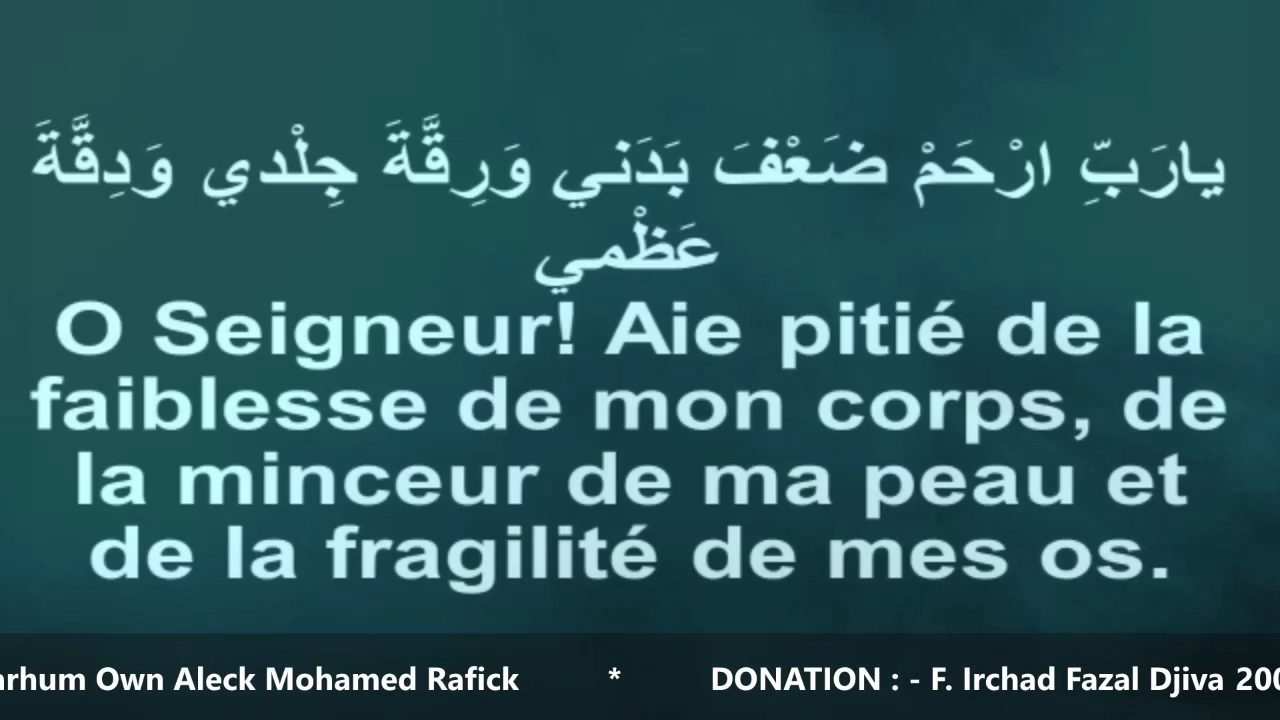 يارَبِّ ارْحَمْ ضَعْفَ بَدَني وَرِقَّةَ جِلْدي وَدِقَّةَ
عَظْمي
O Seigneur! Aie pitié de la
faiblesse de mon corps, de
la minceur de ma peau et
de la fragilité de mes os.
Own Aleck Mohamed Rafick * DONATION : - F. Irchad Fazal Djiva